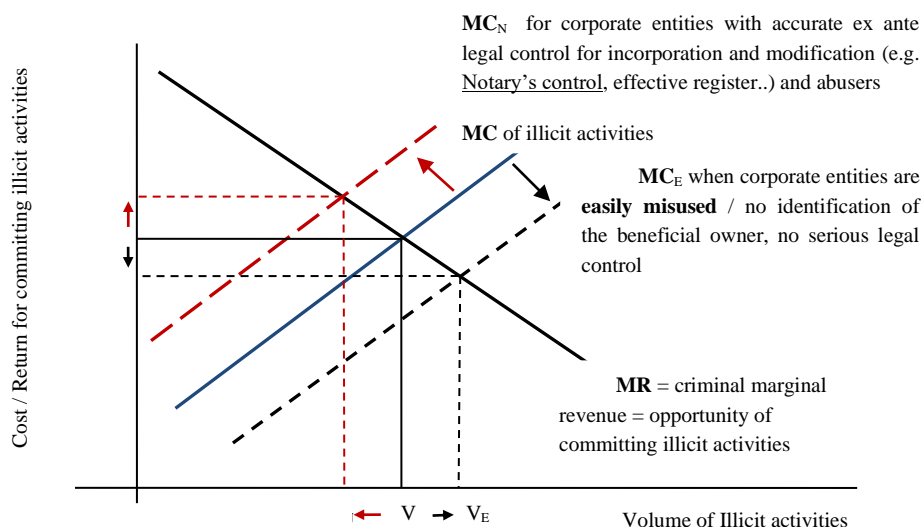 MC_N for corporate entities with accurate ex ante
legal control for incorporation and modification (e.g.
Notary's control, effective register..) and abusers
MC of illicit activities
MC_E when corporate entities are
easily misused / no identification of
the beneficial owner, no serious legal
control
Cost / Return for committing illicit activities
MR = criminal marginal
revenue = opportunity of
committing illicit activities
V
V_E
Volume of Illicit activities